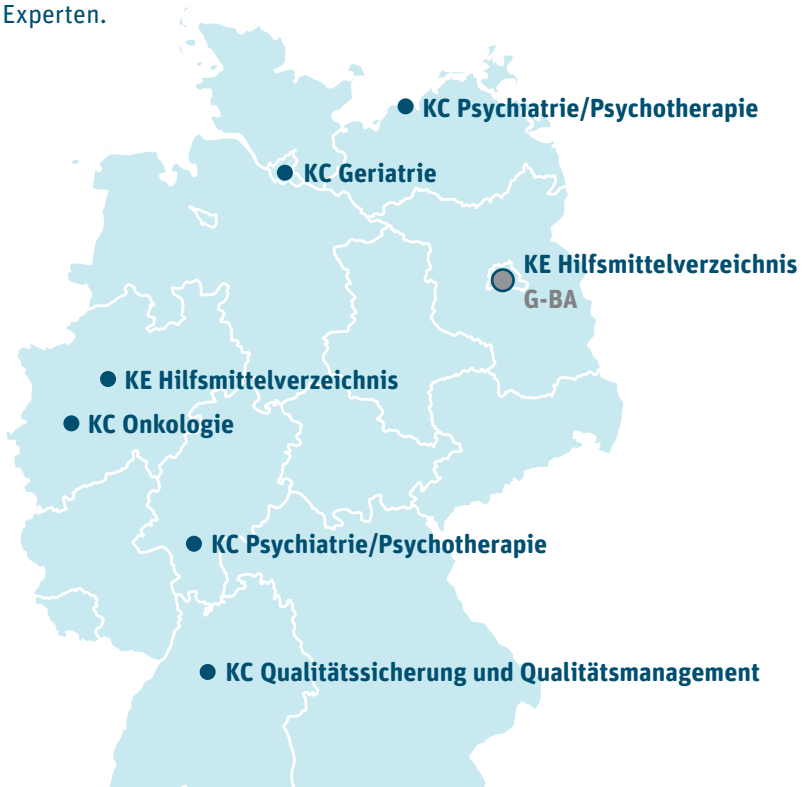 Experten.
KC Psychiatrie/Psychotherapie
KC Geriatrie
KE Hilfsmittelverzeichnis
G-BA
KE Hilfsmittelverzeichnis
KC Onkologie
KC Psychiatrie/Psychotherapie
KC Qualitätssicherung und Qualitätsmanagement